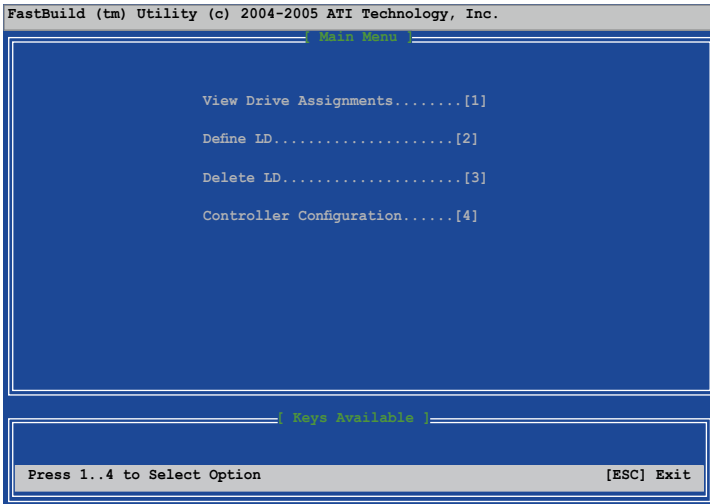 FastBuild (tm) Utility (c) 2004-2005 ATI Technology, Inc.
[ Main Menu ]
View Drive Assignments........[1]
Define LD.....................[2]
Delete LD.....................[3]
Controller Configuration......[4]
[ Keys Available ]
Press 1..4 to Select Option [ESC] Exit